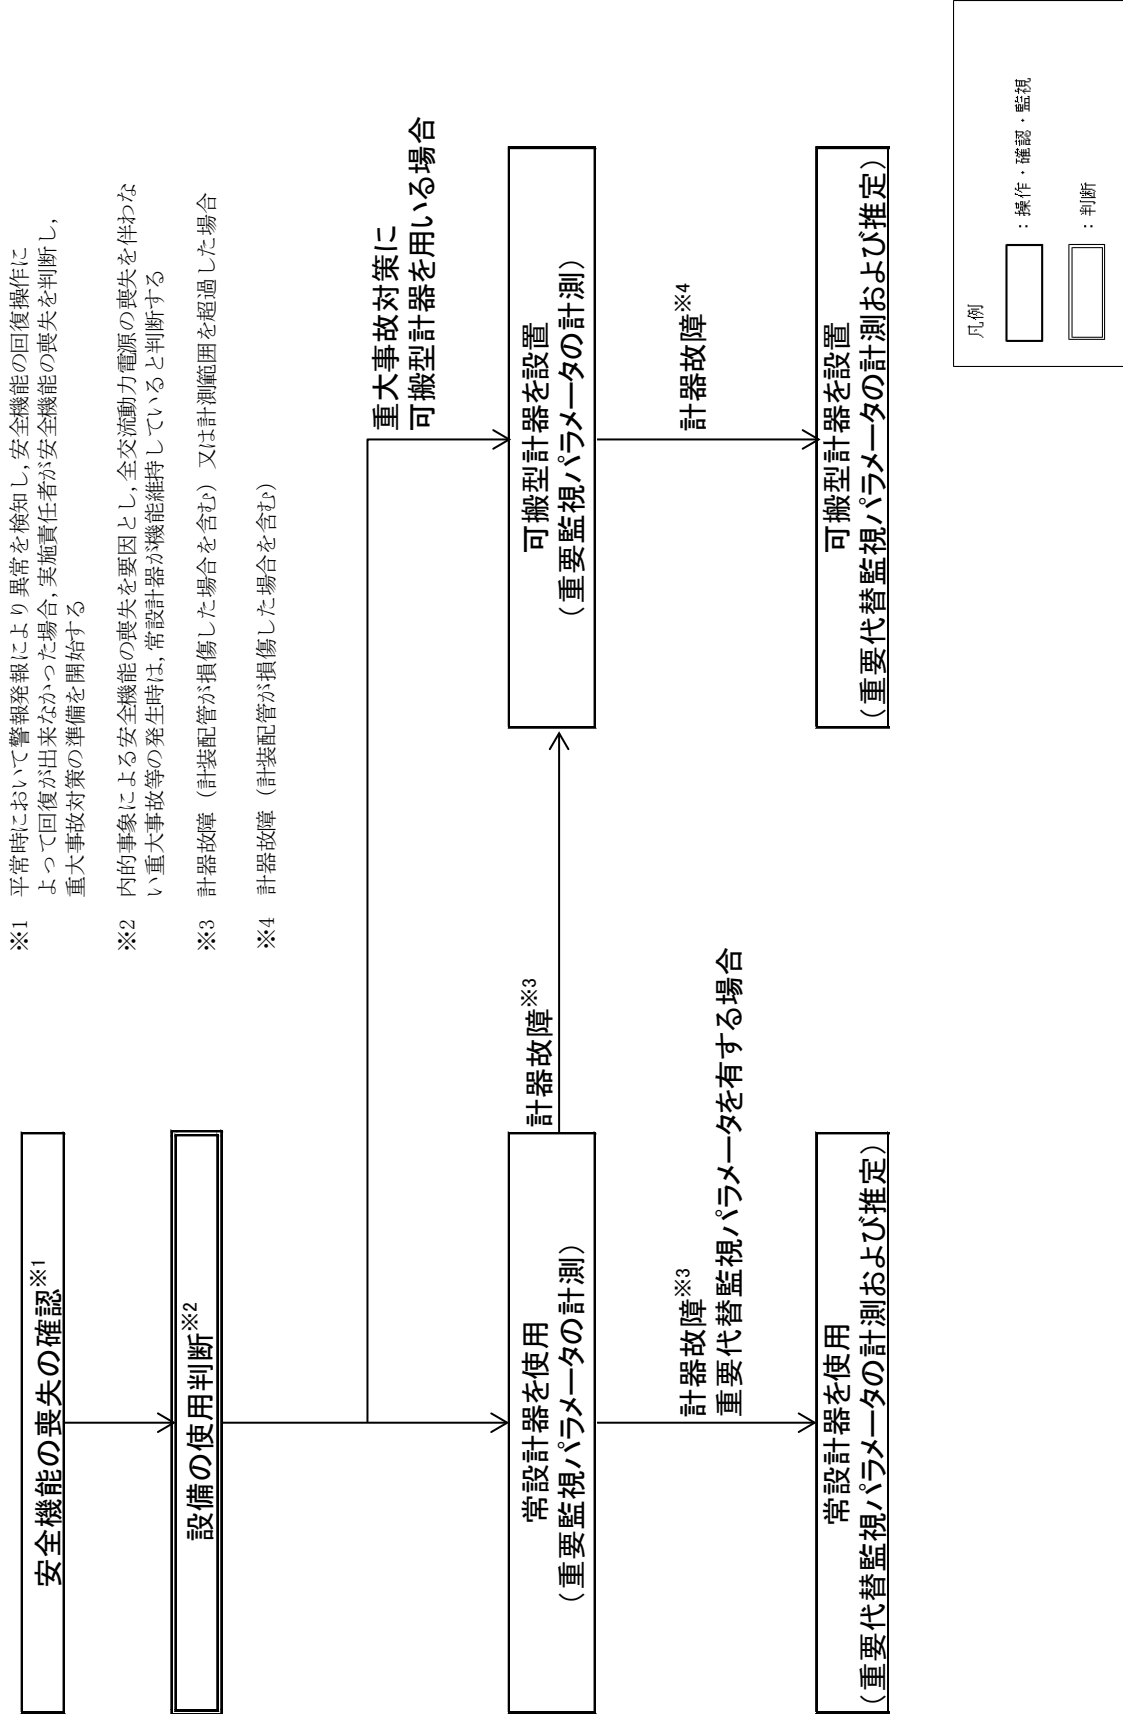 安全機能の喪失の確認※1
設備の使用判断※2
※1 平常時において警報発報により異常を検知し,安全機能の回復操作に
よって回復が出来なかった場合,実施責任者が安全機能の喪失を判断し,
重大事故対策の準備を開始する
※2 内的事象による安全機能の喪失を要因とし,全交流動力電源の喪失を伴わな
い重大事故等の発生時は,常設計器が機能維持していると判断する
※3 計器故障（計装配管が損傷した場合を含む）又は計測範囲を超過した場合
※4 計器故障（計装配管が損傷した場合を含む）
重大事故対策に
可搬型計器を用いる場合
常設計器を使用
（重要監視パラメータの計測）
計器故障※3
可搬型計器を設置
（重要監視パラメータの計測）
計器故障※3
重要代替監視パラメータを有する場合
計器故障※4
常設計器を使用
（重要代替監視パラメータの計測および推定）
可搬型計器を設置
（重要代替監視パラメータの計測および推定）
凡例
：操作・確認・監視
：判断